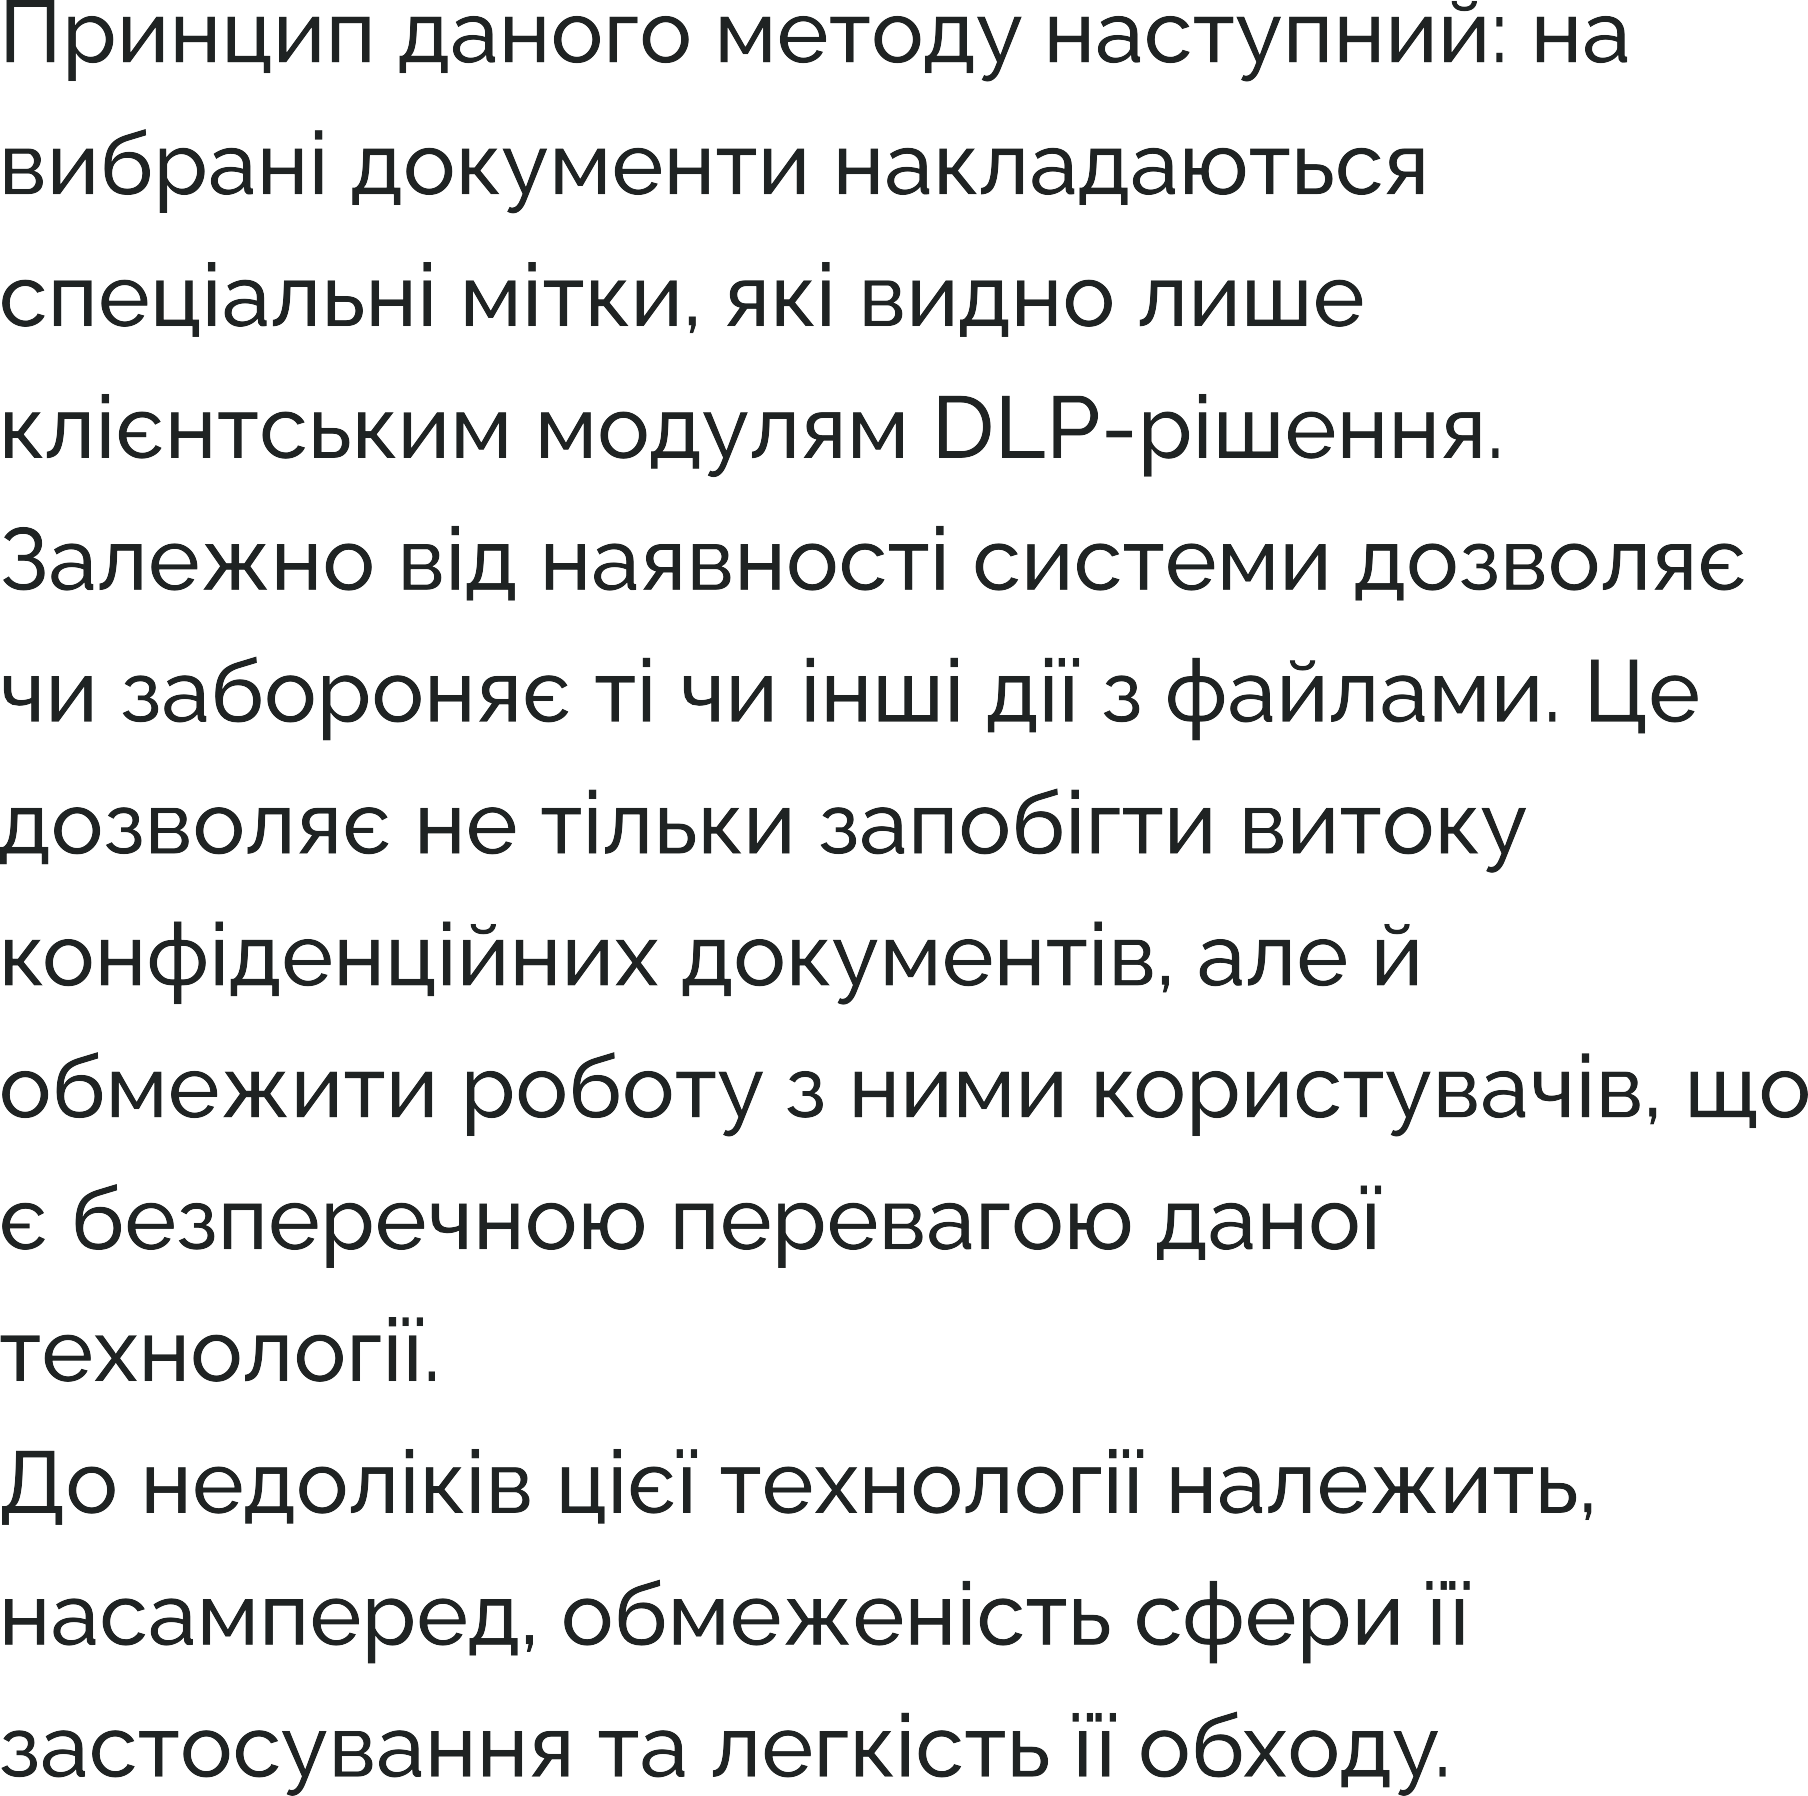 Принцип даного методу наступний: на
вибрані документи накладаються
спеціальні мітки, які видно лише
клієнтським модулям DLP-рішення.
Залежно від наявності системи дозволяє
чи забороняє ті чи інші дії з файлами. Це
дозволяє не тільки запобігти витоку
конфіденційних документів, але й
обмежити роботу з ними користувачів, що
є безперечною перевагою даної
технології.
До недоліків цієї технології належить,
насамперед, обмеженість сфери її
застосування та легкість її обходу.